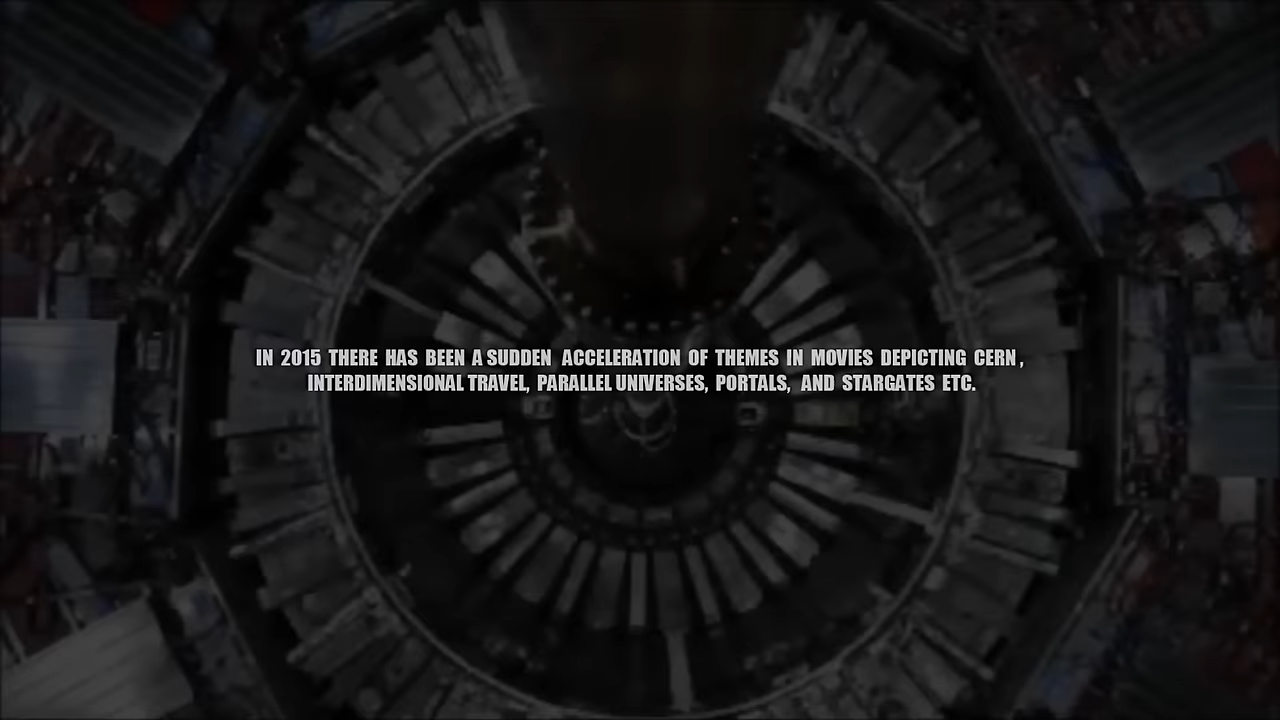 IN 2015 THERE HAS BEEN A SUDDEN ACCELERATION OF THEMES IN MOVIES DEPICTING CERN,
INTERDIMENSIONAL TRAVEL, PARALLEL UNIVERSES, PORTALS, AND STARGATES ETC.